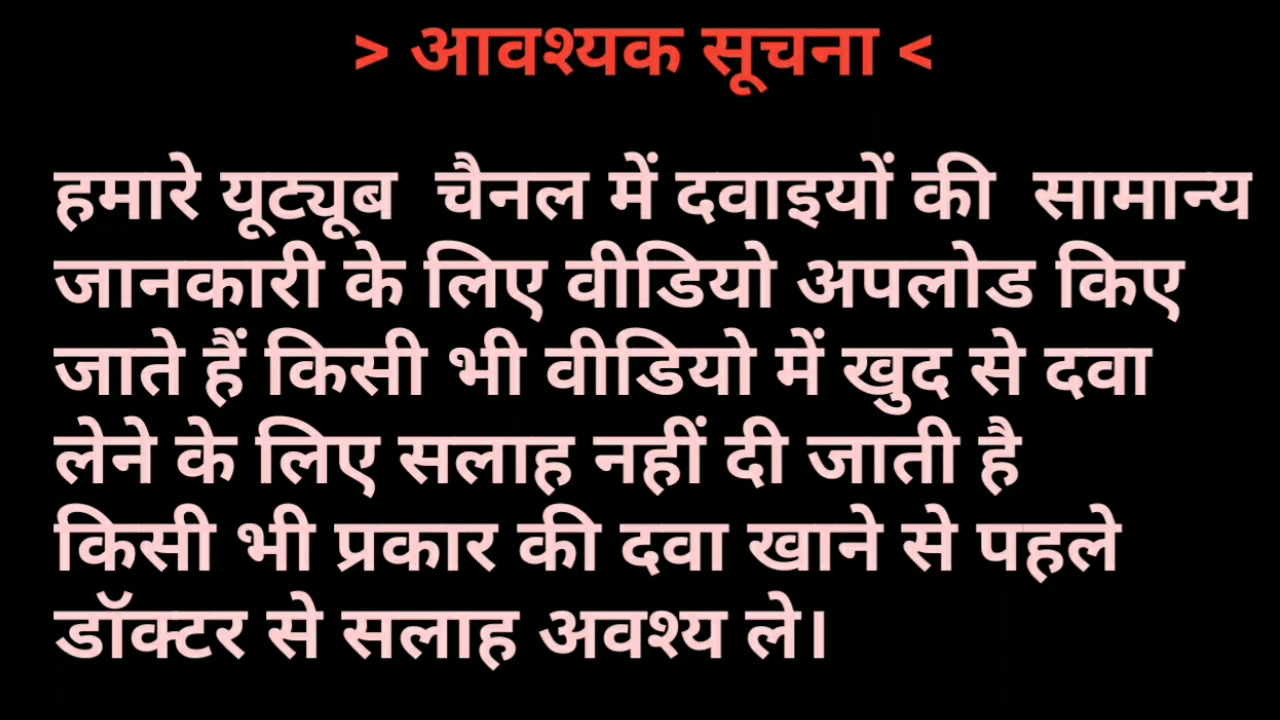 > आवश्यक सूचना <
हमारे यूट्यूब चैनल में दवाइयों की सामान्य
जानकारी के लिए वीडियो अपलोड किए
जाते हैं किसी भी वीडियो में खुद से दवा
लेने के लिए सलाह नहीं दी जाती है
किसी भी प्रकार की दवा खाने से पहले
डॉक्टर से सलाह अवश्य ले।